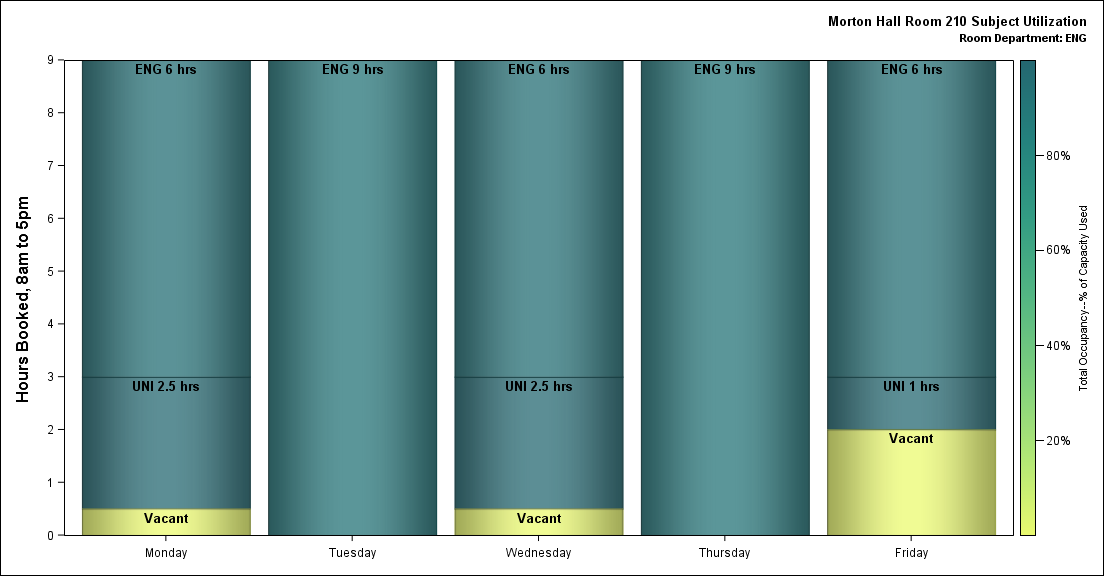 Morton Hall Room 210 Subject Utilization
Room Department: ENG
Hours Booked, 8am to 5pm
9
8
7
6
5
4
3
2
1
0
ENG 6 hrs
UNI 2.5 hrs
Vacant
ENG 9 hrs
ENG 6 hrs
UNI 2.5 hrs
Vacant
ENG 9 hrs
ENG 6 hrs
UNI 1 hrs
Vacant
Monday
Tuesday
Wednesday
Thursday
Friday
80%
60%
40%
20%
Total Occupancy--% of Capacity Used